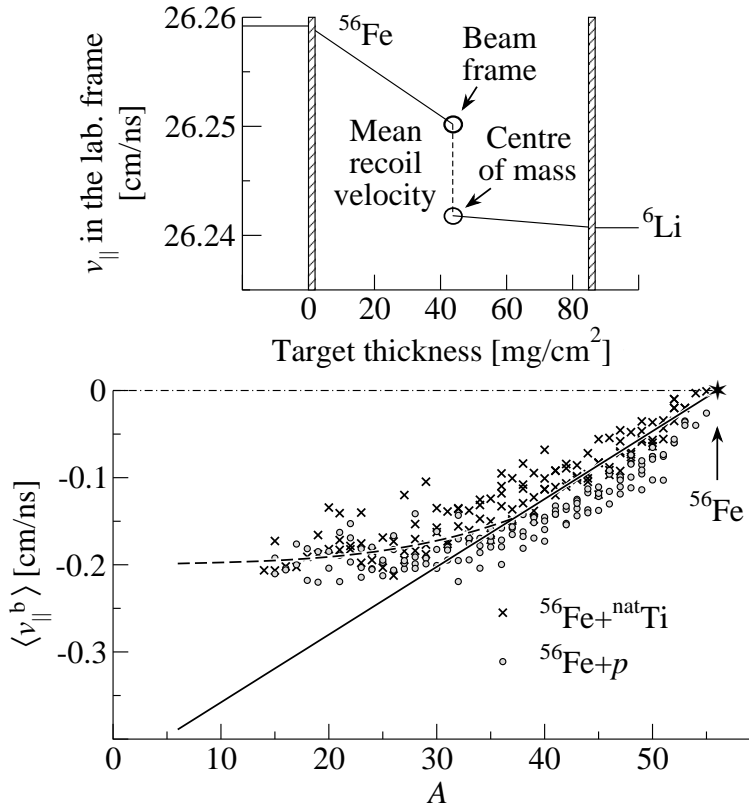 v|| in the lab. frame
[cm/ns]
26.26
26.25
26.24
⁵⁶Fe
Beam
frame
Mean
recoil
velocity
Centre
of mass
⁶Li
0 20 40 60 80
Target thickness [mg/cm²]
⟨v||ᵇ⟩ [cm/ns]
0
-0.1
-0.2
-0.3
⁵⁶Fe
⁵⁶Fe+ⁿᵃᵗTi
⁵⁶Fe+p
0 10 20 30 40 50
A